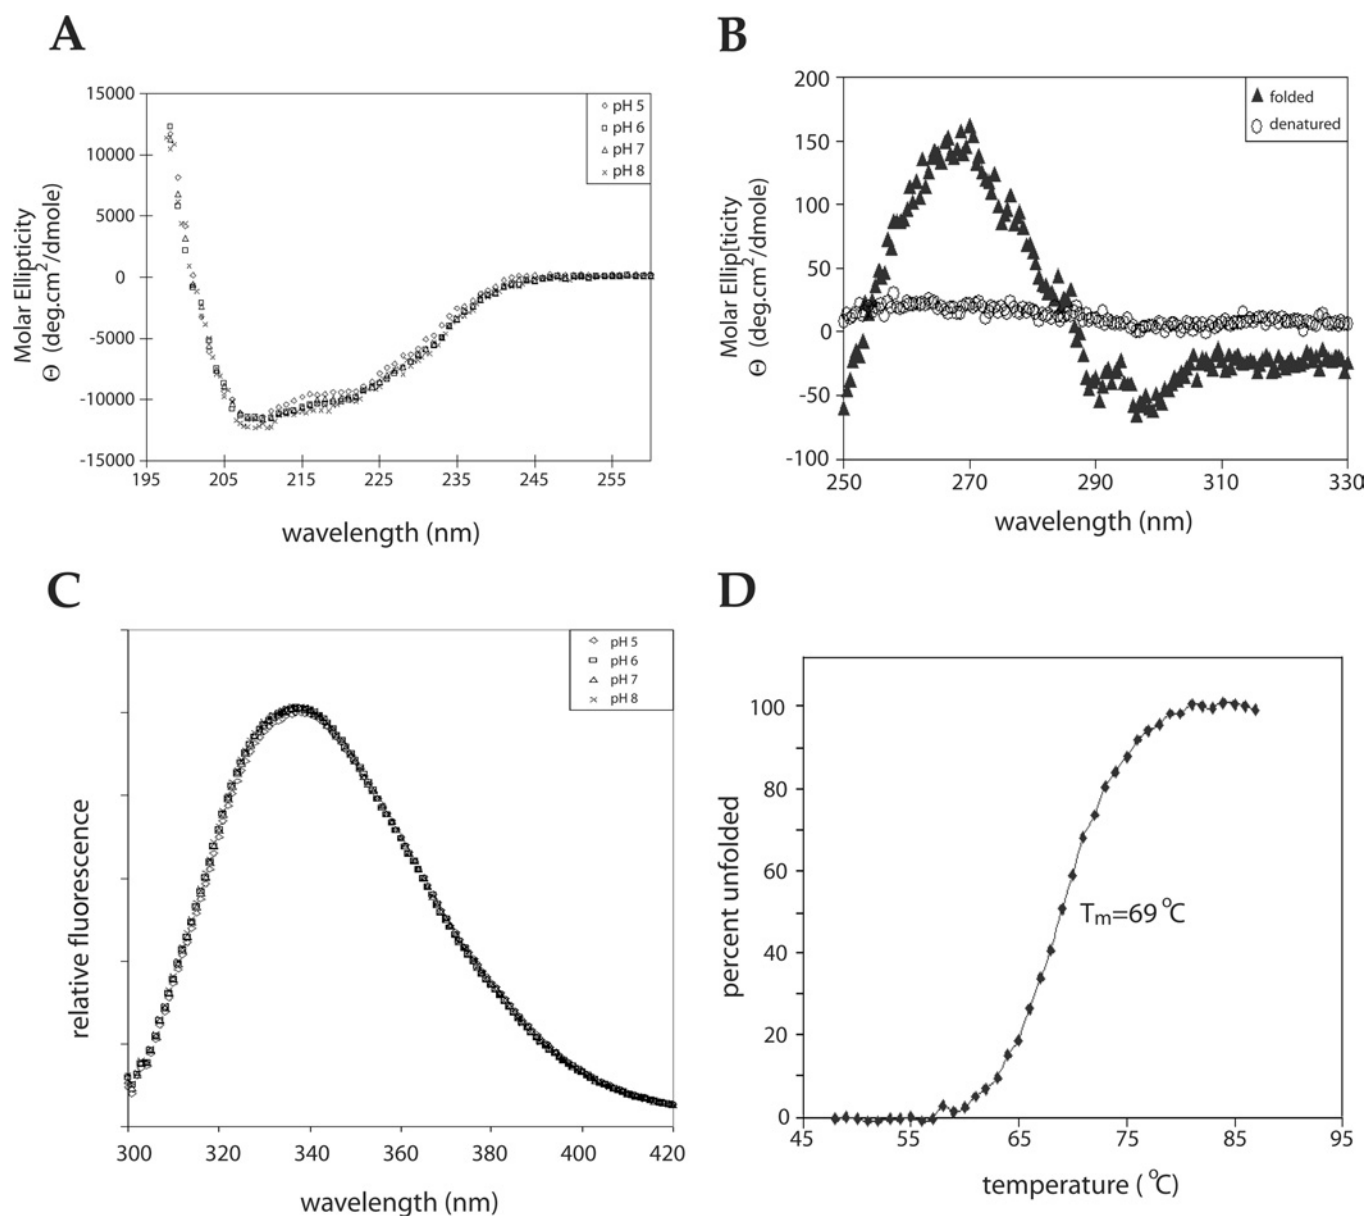 A
15000
10000
5000
0
-5000
-10000
-15000
195
205
215
225
235
245
255
Molar Ellipticity
Θ (deg.cm²/dmole)
wavelength (nm)
pH 5
pH 6
pH 7
pH 8
B
200
150
100
50
0
-50
-100
250
270
290
310
330
Molar Ellip[ticity
Θ (deg.cm²/dmole)
wavelength (nm)
folded
denatured
C
relative fluorescence
300
320
340
360
380
400
420
wavelength (nm)
pH 5
pH 6
pH 7
pH 8
D
100
80
60
40
20
0
45
55
65
75
85
95
percent unfolded
Tm=69 °C
temperature ( °C)